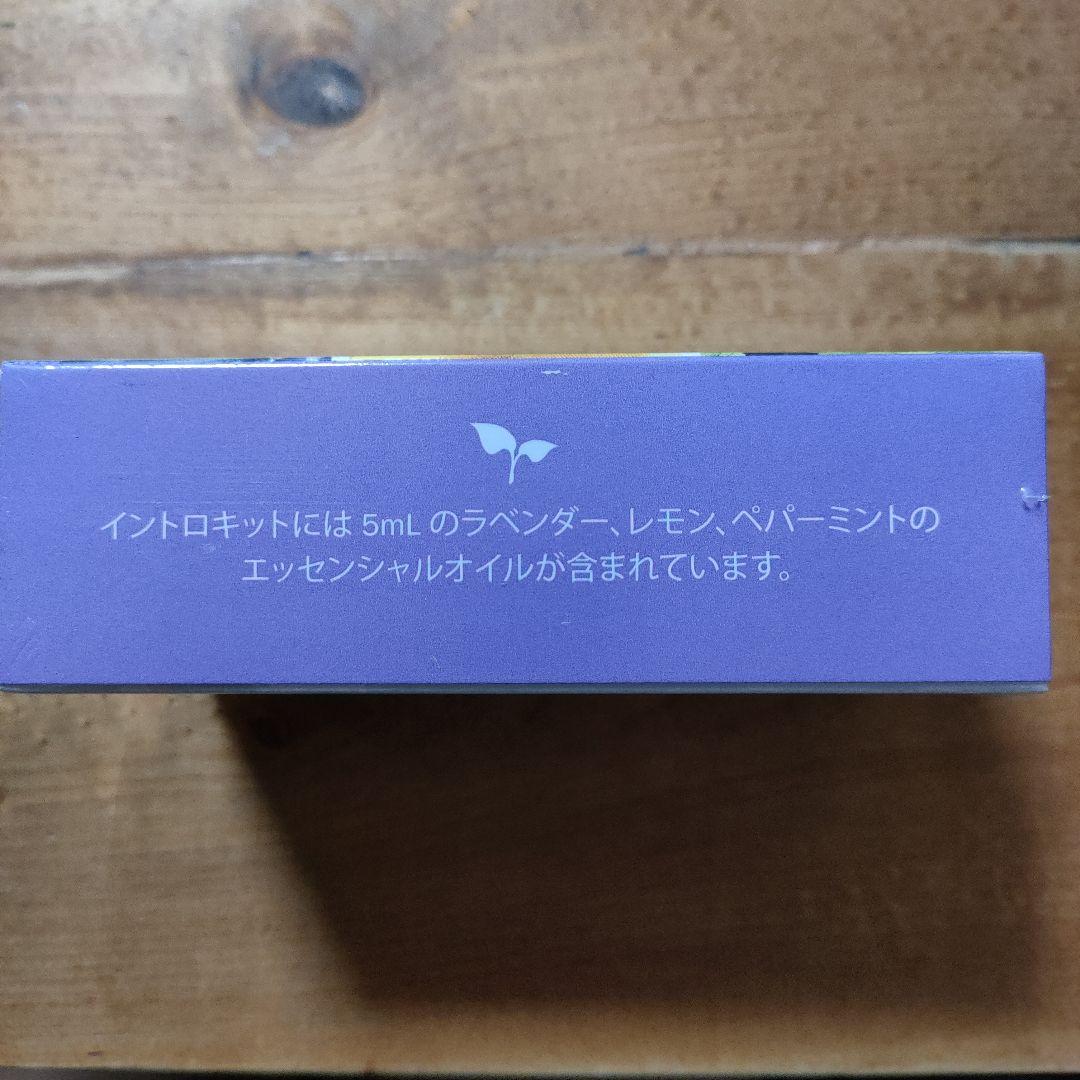 イントロキットには 5mL のラベンダー、レモン、ペパーミントの
エッセンシャルオイルが含まれています。